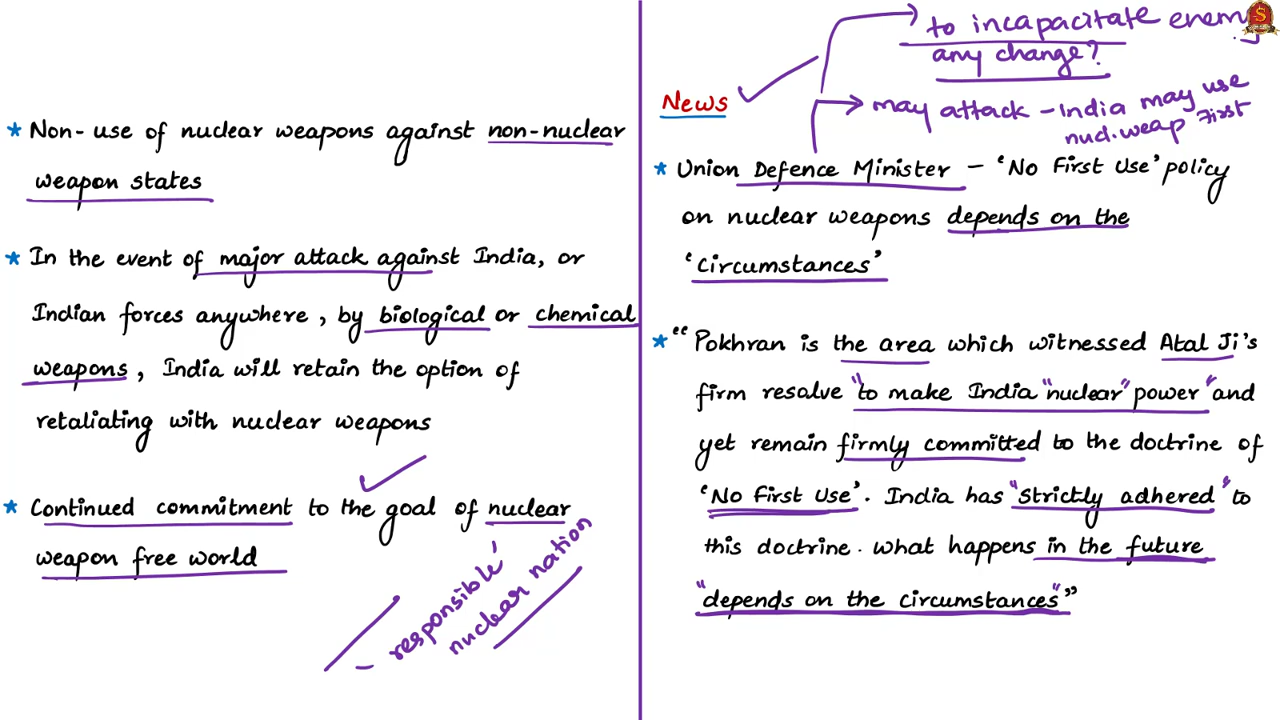 * Non-use of nuclear weapons against non-nuclear
weapon states
* In the event of major attack against India, or
Indian forces anywhere, by biological or chemical
weapons, India will retain the option of
retaliating with nuclear weapons
* Continued commitment to the goal of nuclear
weapon free world
- responsible
nuclear nation
to incapacitate enemy
any change?
News
may attack - India may use
nucl. weap First
* Union Defence Minister - 'No First Use' policy
on nuclear weapons depends on the
'Circumstances'
* "Pokhran is the area which witnessed Atal Ji's
firm resolve "to make India "nuclear" power" and
yet remain firmly committed to the doctrine of
'No First Use'. India has "strictly adhered" to
this doctrine. What happens in the future
"depends on the circumstances""